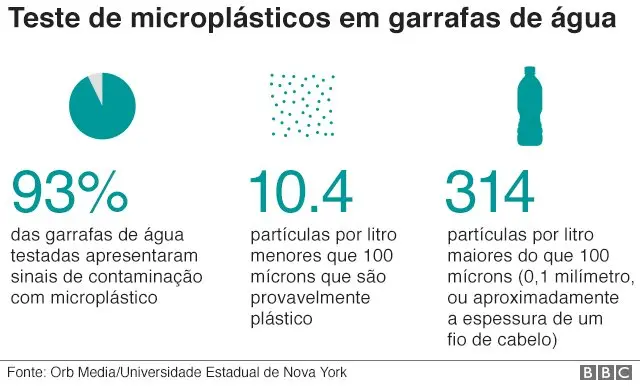 Teste de microplásticos em garrafas de água
93%
das garrafas de água
testadas apresentaram
sinais de contaminação
com microplástico
10.4
partículas por litro
menores que 100
mícrons que são
provavelmente
plástico
314
partículas por litro
maiores do que 100
mícrons (0,1 milímetro,
ou aproximadamente
a espessura de um
fio de cabelo)
Fonte: Orb Media/Universidade Estadual de Nova York
BBC